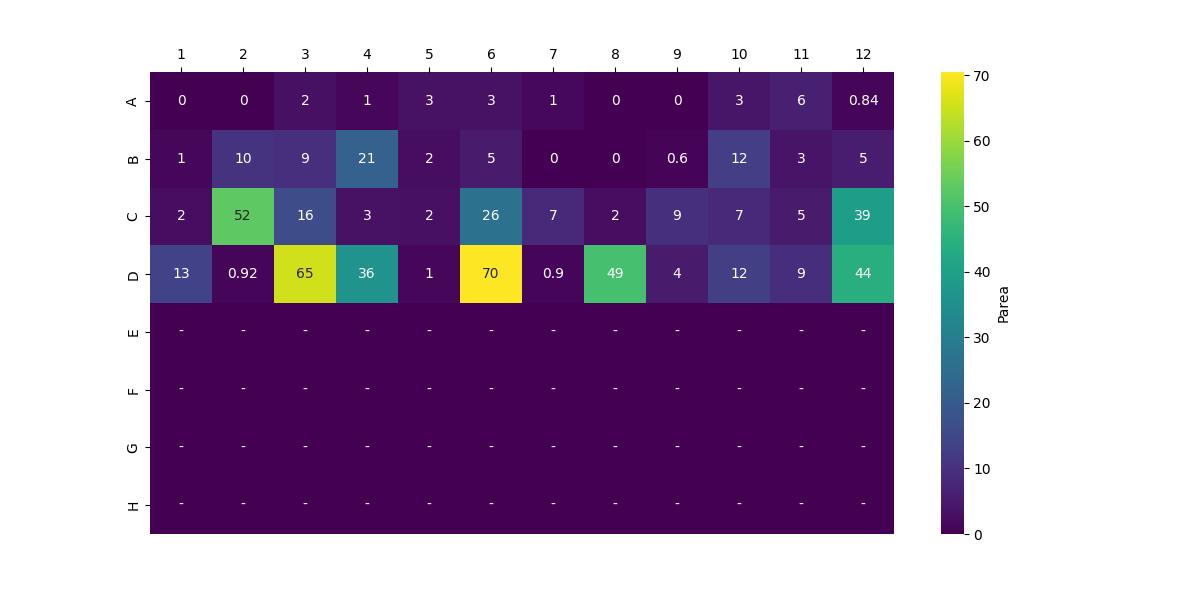 1 2 3 4 5 6 7 8 9 10 11 12
A 0 0 2 1 3 3 1 0 0 3 6 0.84
B 1 10 9 21 2 5 0 0 0.6 12 3 5
C 2 52 16 3 2 26 7 2 9 7 5 39
D 13 0.92 65 36 1 70 0.9 49 4 12 9 44
E - - - - - - - - - - - -
F - - - - - - - - - - - -
G - - - - - - - - - - - -
H - - - - - - - - - - - -
70
60
50
40
30
20
10
0
Parea